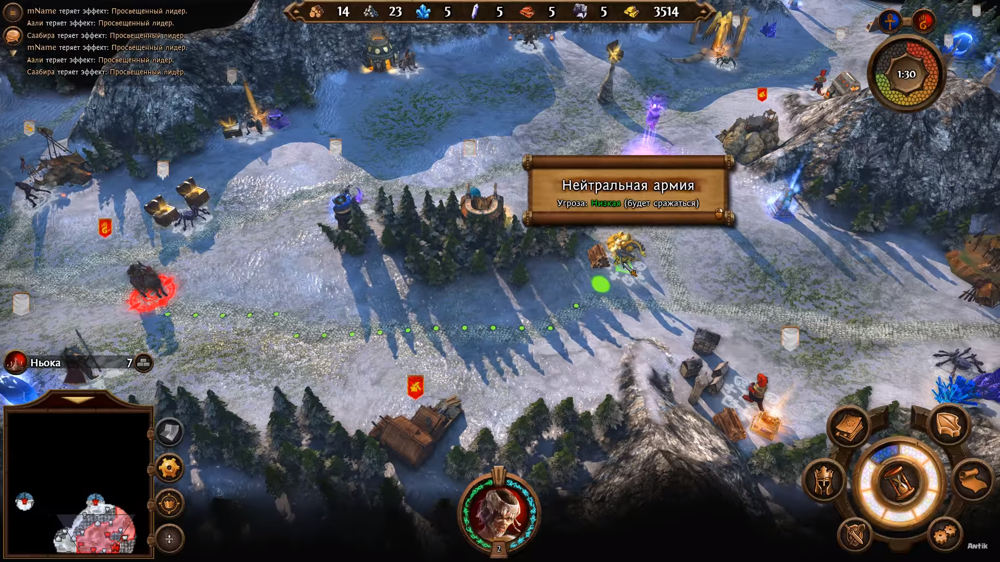 mName теряет эффект: Просвещенный лидер.
Аали теряет эффект: Просвещенный лидер.
Саабира теряет эффект: Просвещенный лидер.
mName теряет эффект: Просвещенный лидер.
Аали теряет эффект: Просвещенный лидер.
Саабира теряет эффект: Просвещенный лидер.
14 23 5 5 5 5 3514
1:30
Нейтральная армия
Угроза: Низкая (будет сражаться)
Ньока 7
2
Antik